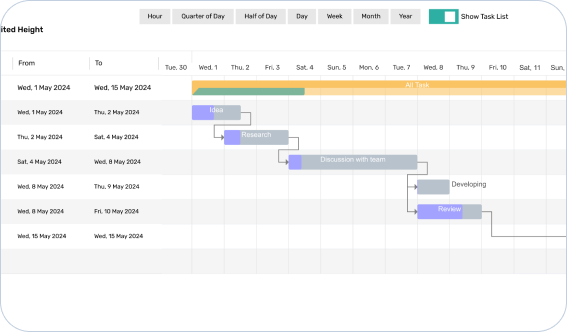 Hour Quarter of Day Half of Day Day Week Month Year Show Task List
ited Height
From To Tue, 30 Wed, 1 Thu, 2 Fri, 3 Sat, 4 Sun, 5 Mon, 6 Tue, 7 Wed, 8 Thu, 9 Fri, 10 Sat, 11 Sun,
Wed, 1 May 2024 Wed, 15 May 2024 All Task
Wed, 1 May 2024 Thu, 2 May 2024 Idea
Thu, 2 May 2024 Sat, 4 May 2024 Research
Sat, 4 May 2024 Wed, 8 May 2024 Discussion with team
Wed, 8 May 2024 Thu, 9 May 2024 Developing
Wed, 8 May 2024 Fri, 10 May 2024 Review
Wed, 15 May 2024 Wed, 15 May 2024